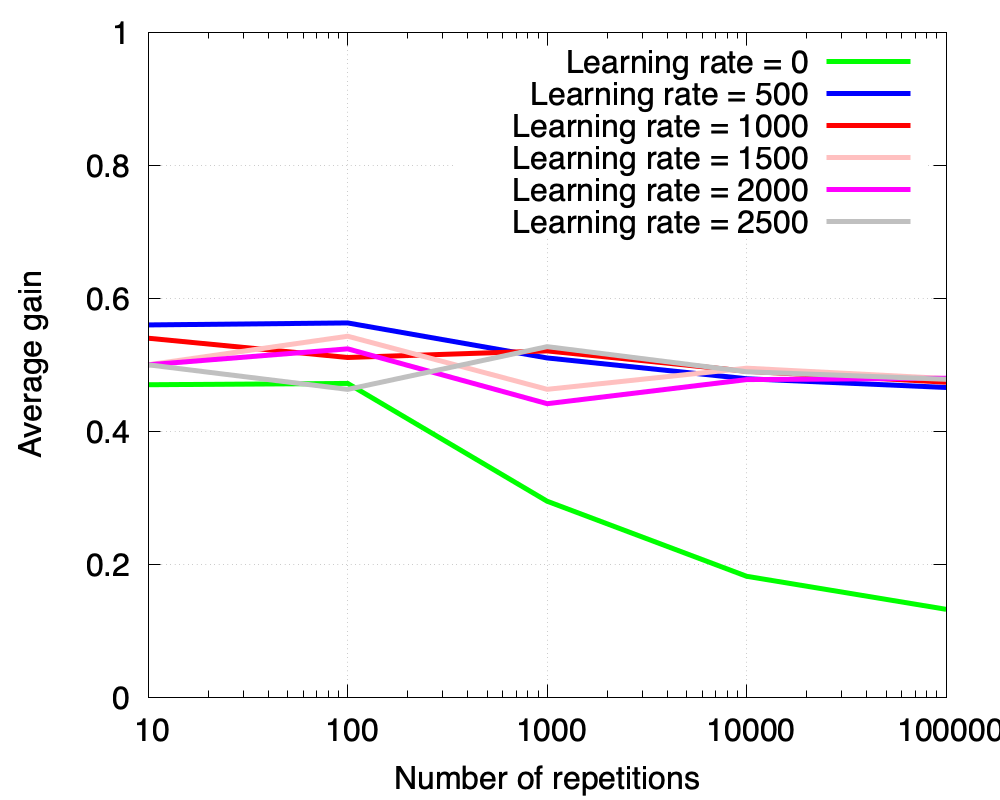 Learning rate = 0
Learning rate = 500
Learning rate = 1000
Learning rate = 1500
Learning rate = 2000
Learning rate = 2500
1
0.8
0.6
0.4
0.2
0
Average gain
10 100 1000 10000 100000
Number of repetitions